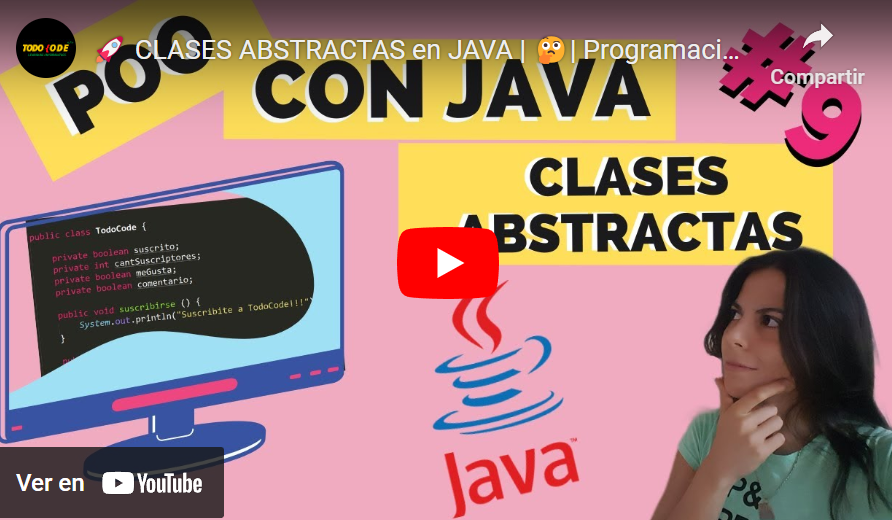 TODO CODE
🚀 CLASES ABSTRACTAS en JAVA | 🤔 | Programaci...
Compartir
POO
CON JAVA
#9
CLASES
ABSTRACTAS
public class TodoCode {
private boolean suscrito;
private int cantSuscriptores;
private boolean meGusta;
private boolean comentario;
public void suscribirse () {
System.out.println("Suscribite a TodoCode!!!")
}
Java™
Ver en YouTube